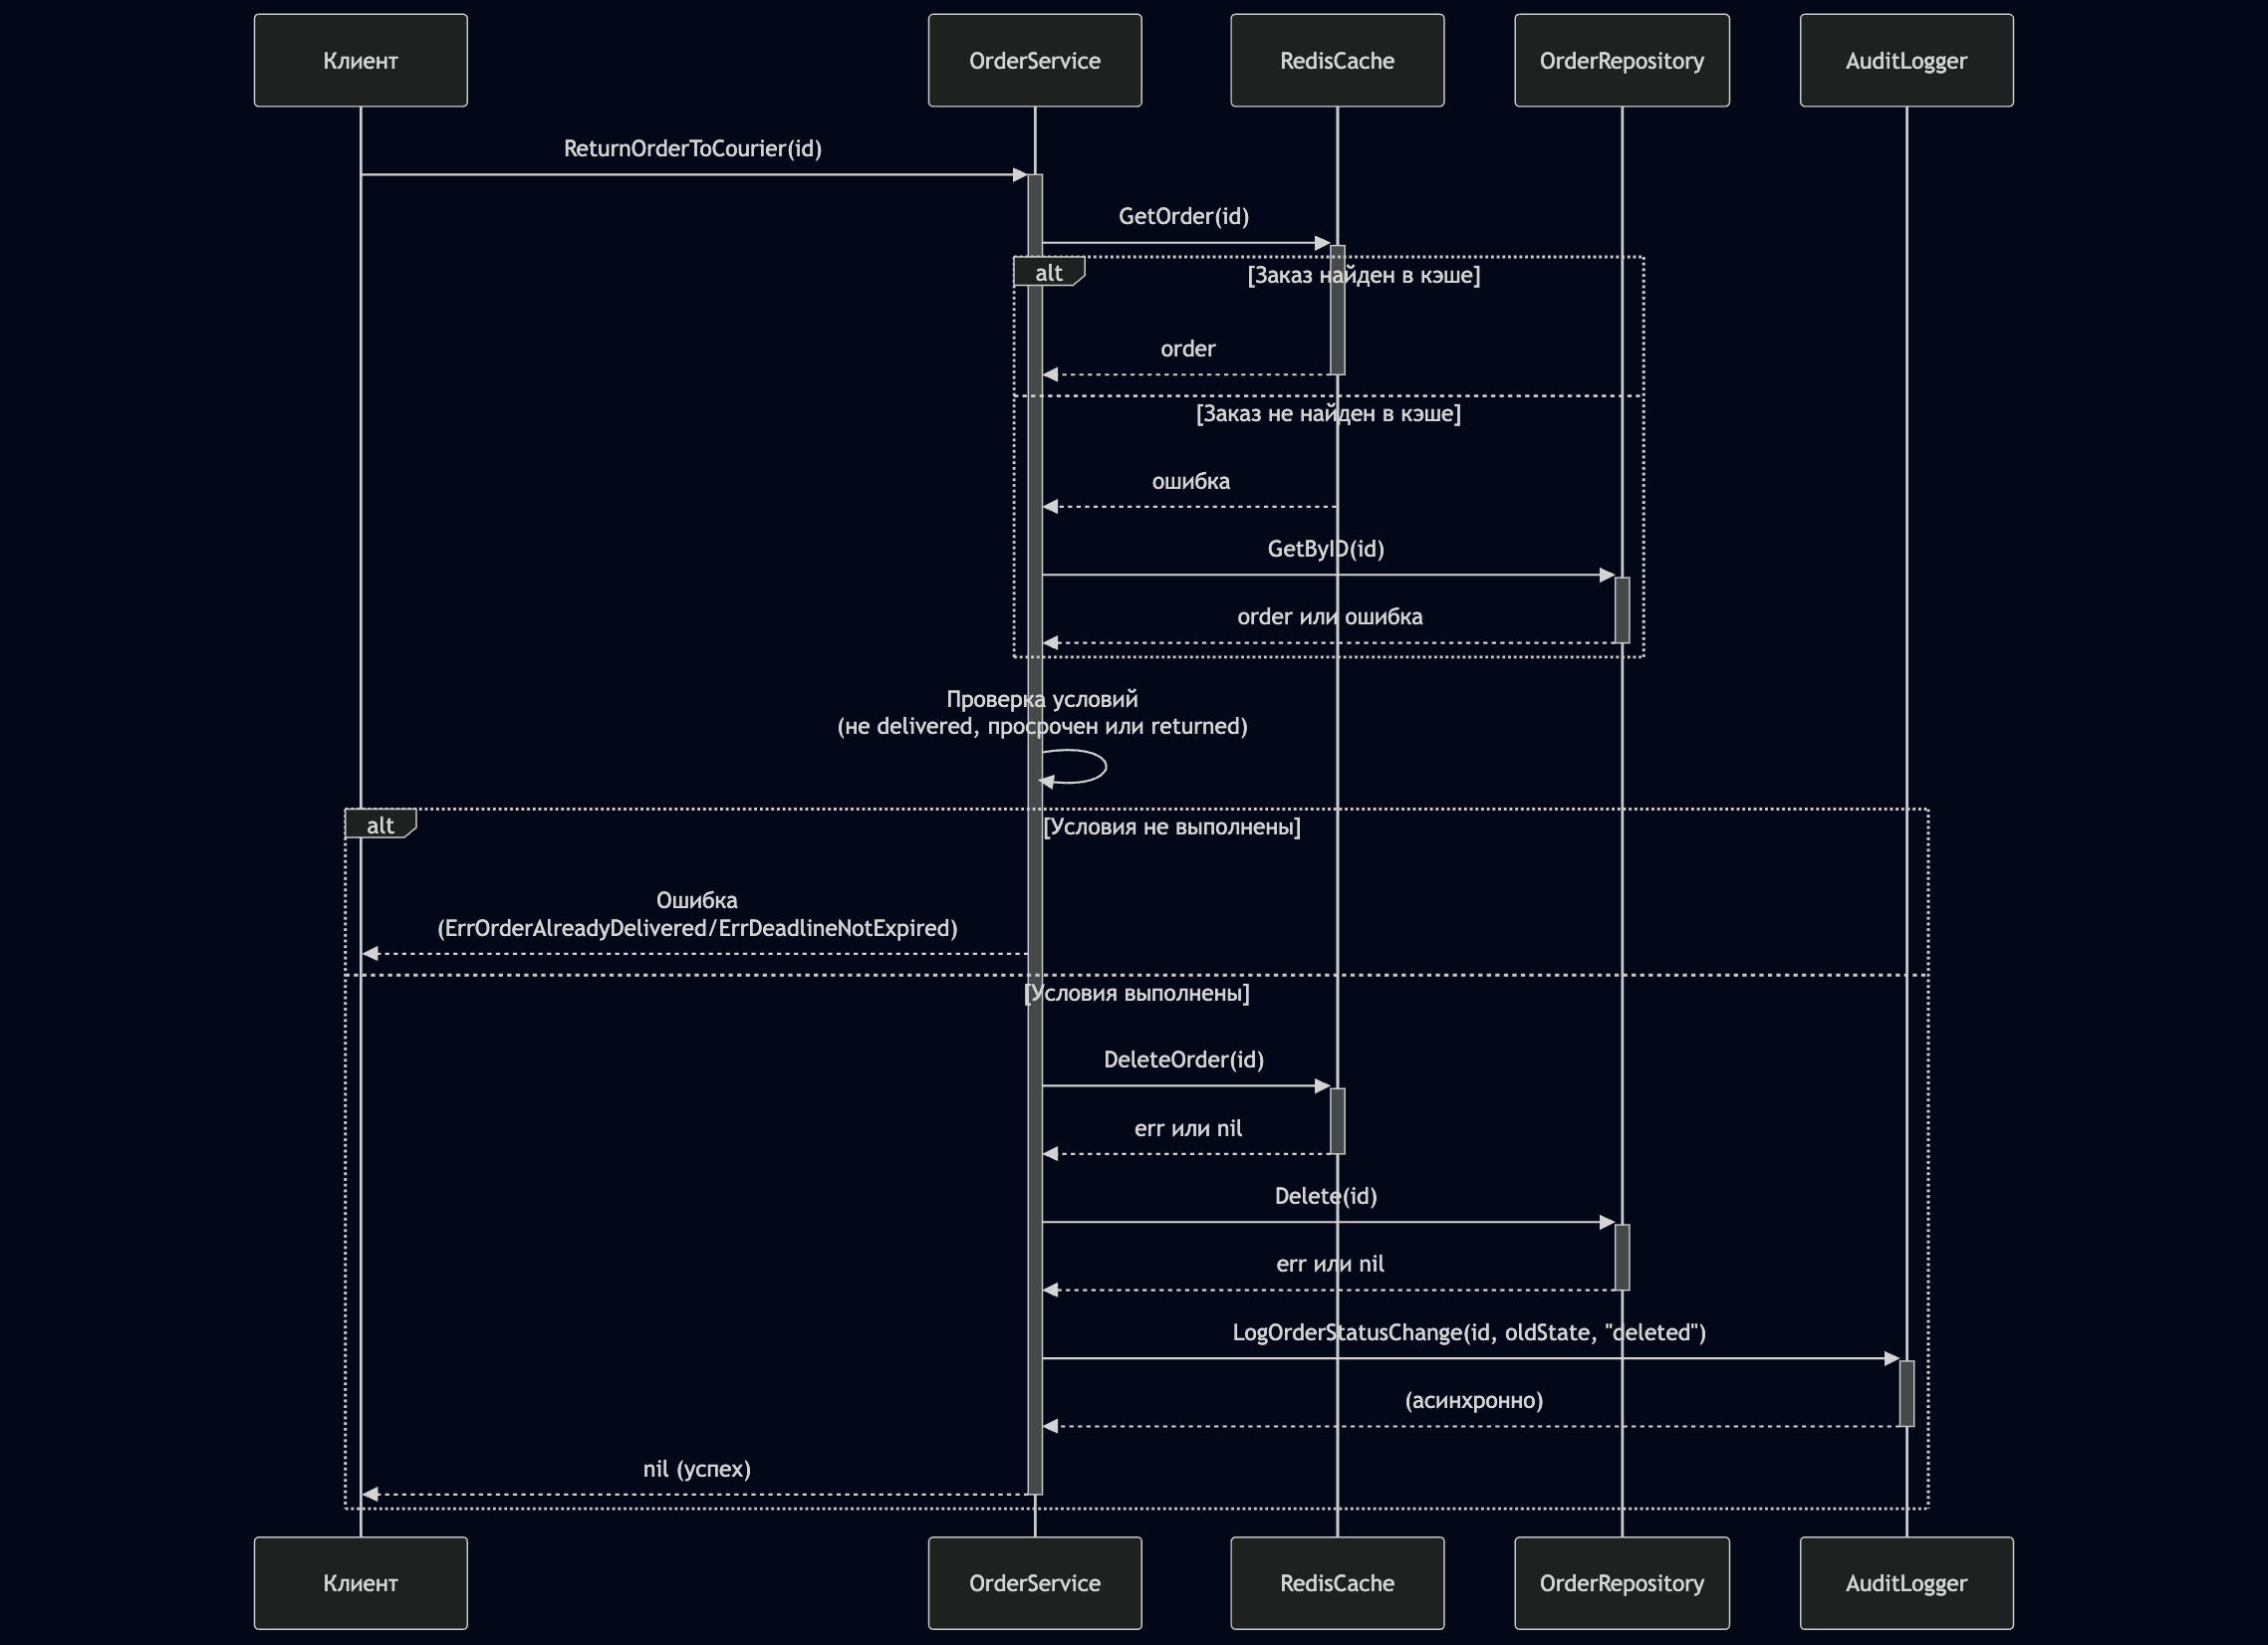 Клиент
OrderService
RedisCache
OrderRepository
AuditLogger
ReturnOrderToCourier(id)
GetOrder(id)
alt
[Заказ найден в кэше]
order
[Заказ не найден в кэше]
ошибка
GetByID(id)
order или ошибка
Проверка условий
(не delivered, просрочен или returned)
alt
[Условия не выполнены]
Ошибка
(ErrOrderAlreadyDelivered/ErrDeadlineNotExpired)
[Условия выполнены]
DeleteOrder(id)
err или nil
Delete(id)
err или nil
LogOrderStatusChange(id, oldState, "deleted")
(асинхронно)
nil (успех)
Клиент
OrderService
RedisCache
OrderRepository
AuditLogger